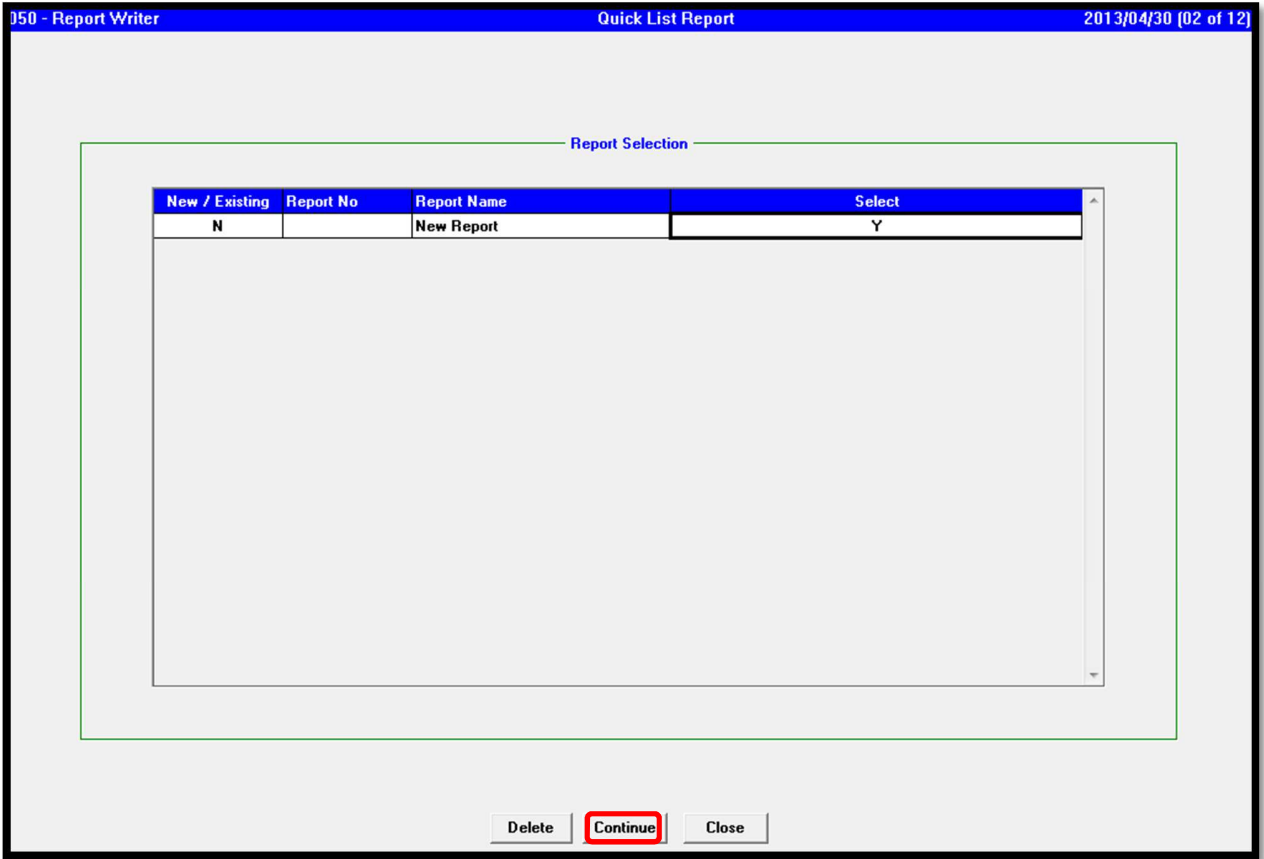 050 - Report Writer Quick List Report 2013/04/30 (02 of 12)
Report Selection
New / Existing Report No Report Name Select
N New Report Y
Delete Continue Close